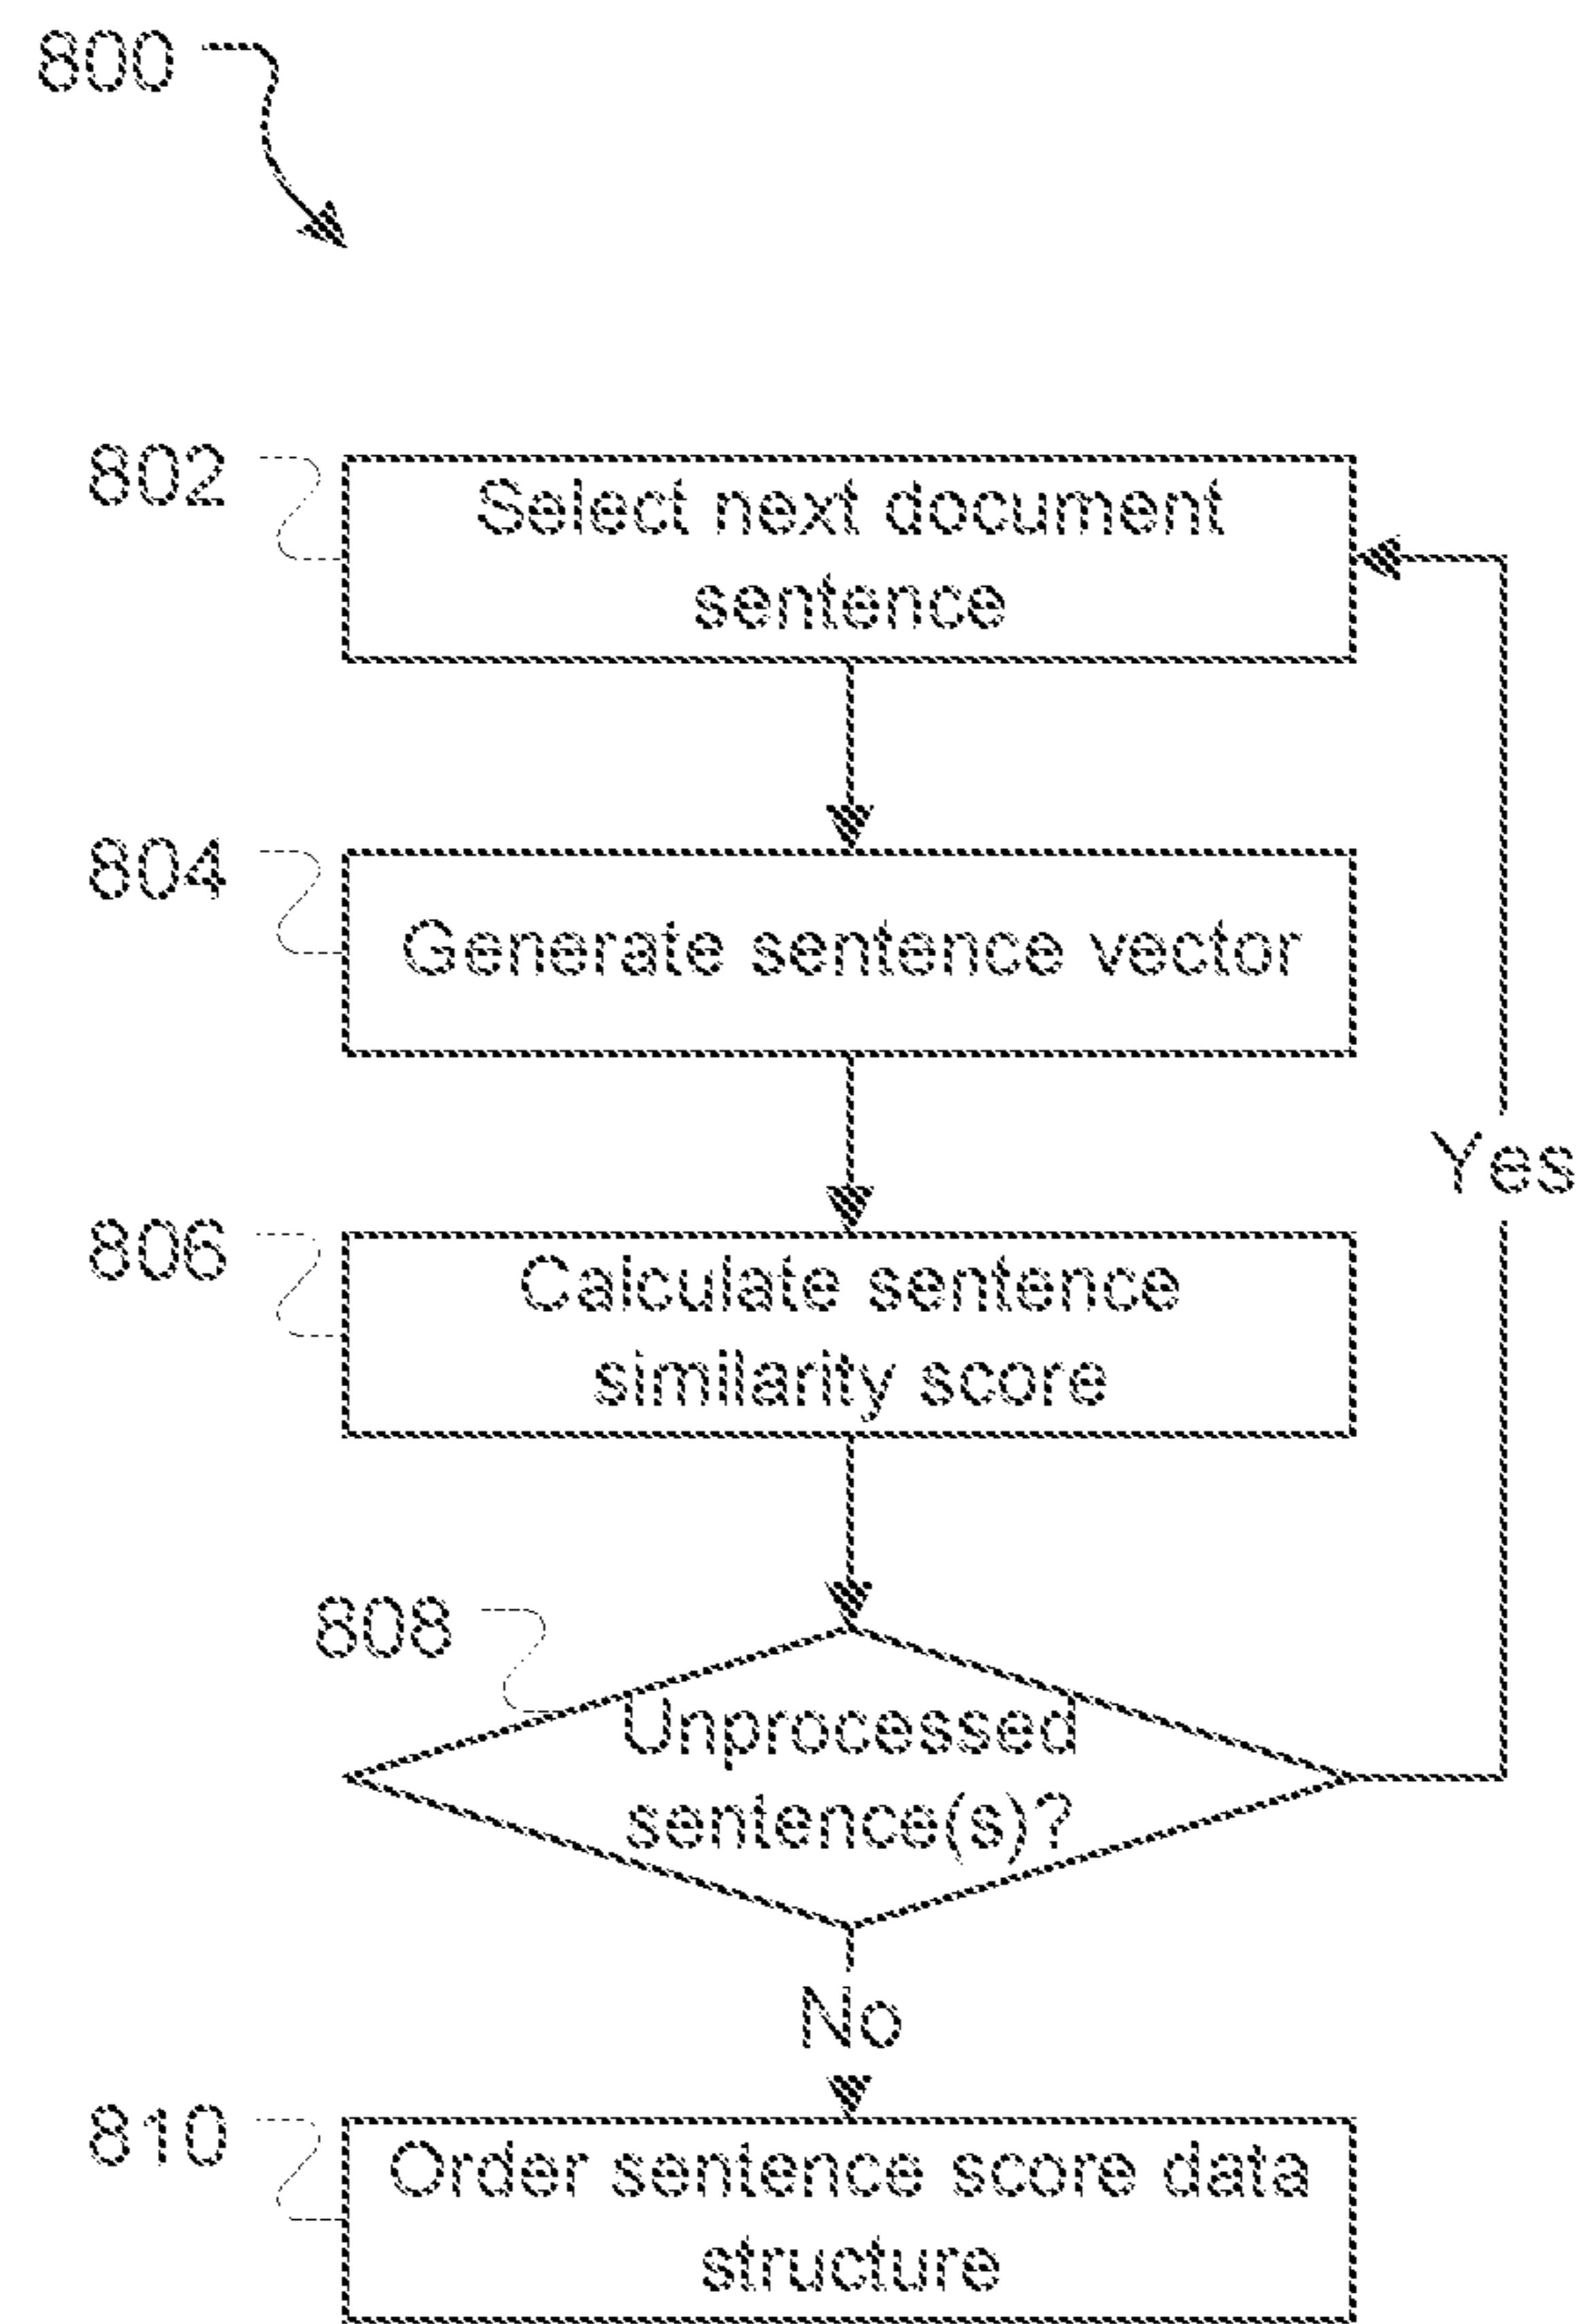 800
802
Select next document
sentence
804
Generate sentence vector
Yes
806
Calculate sentence
similarity score
808
Unprocessed
sentence(s)?
No
810
Order sentence score data
structure